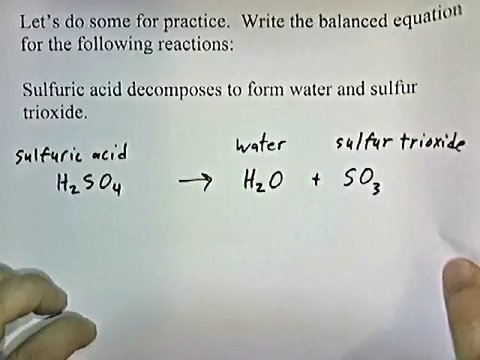 Let's do some for practice. Write the balanced equation
for the following reactions:
Sulfuric acid decomposes to form water and sulfur
trioxide.
sulfuric acid water sulfur trioxide
H₂SO₄ → H₂O + SO₃